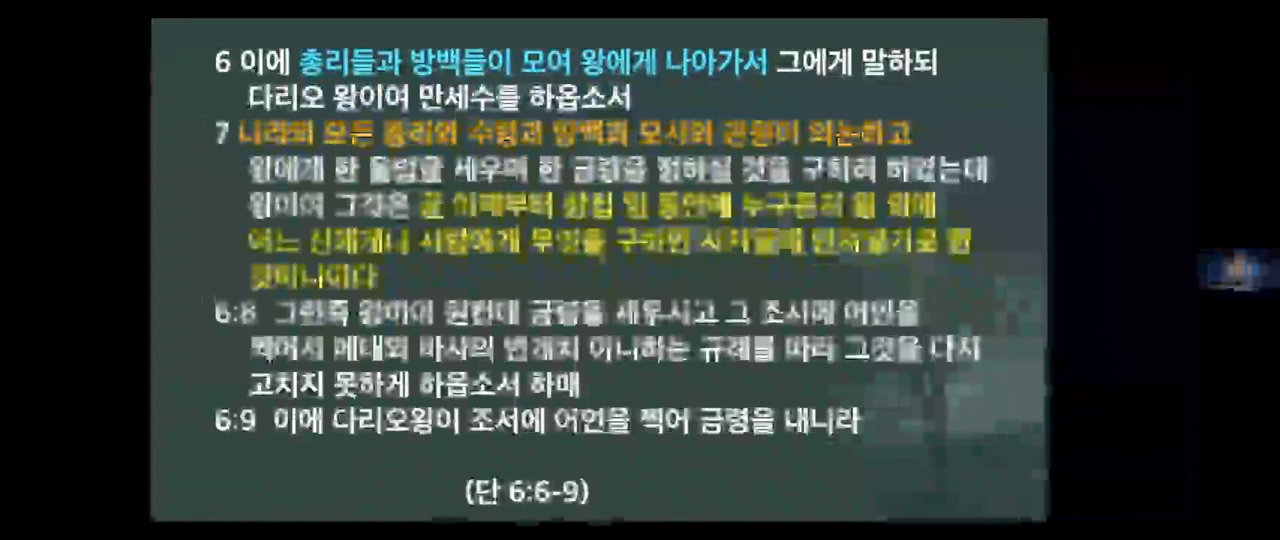 6 이에 총리들과 방백들이 모여 왕에게 나아가서 그에게 말하되
다리오 왕이여 만세수를 하옵소서
7 나라의 모든 총리와 수령과 방백과 모사와 관원이 의논하고
왕에게 한 율법을 세우며 한 금령을 정하실 것을 구하려 하였는데
왕이여 그것은 곧 이제부터 삼십 일 동안에 누구든지 왕 외에
어느 신에게나 사람에게 무엇을 구하면 사자굴에 던져넣기로 한
것이니이다
6:8 그런즉 왕이여 원컨대 금령을 세우시고 그 조서에 어인을
찍어서 메대와 바사의 변개치 아니하는 규례를 따라 그것을 다시
고치지 못하게 하옵소서 하매
6:9 이에 다리오왕이 조서에 어인을 찍어 금령을 내니라
(단 6:6-9)